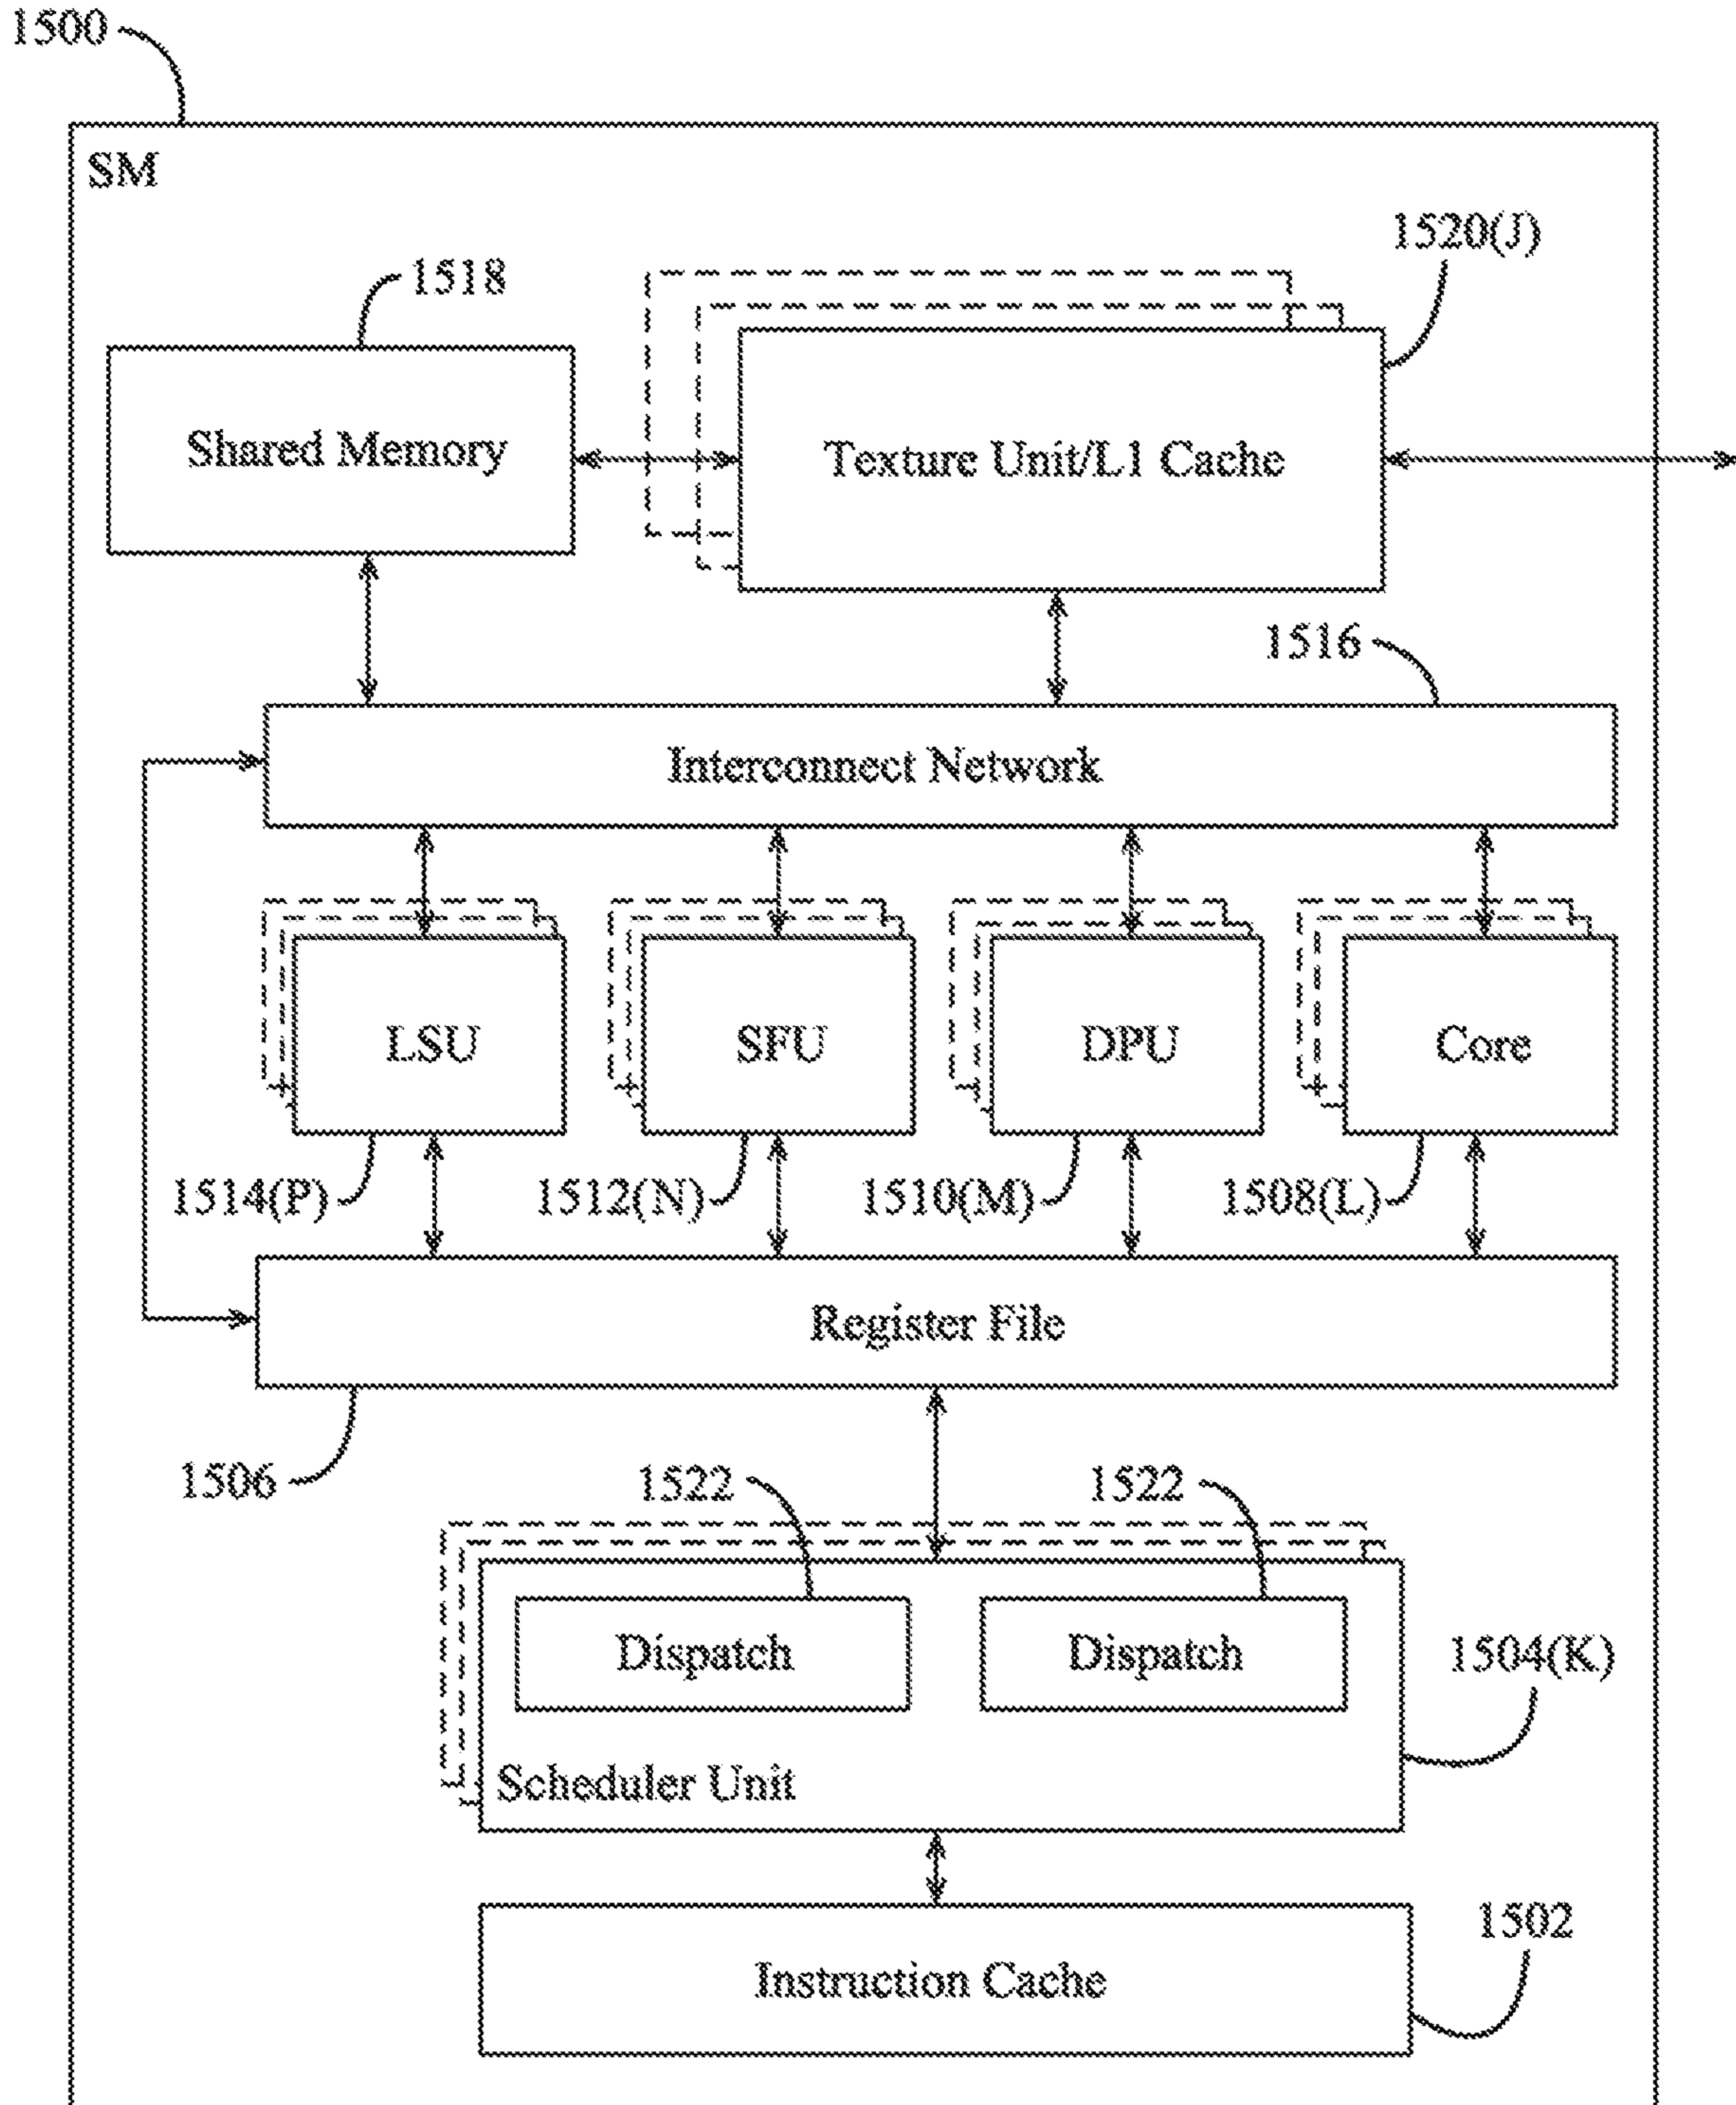 1500
SM
1520(J)
1518
Shared Memory
Texture Unit/L1 Cache
1516
Interconnect Network
LSU
SFU
DPU
Core
1514(P)
1512(N)
1510(M)
1508(L)
Register File
1506
1522
1522
Dispatch
Dispatch
1504(K)
Scheduler Unit
1502
Instruction Cache